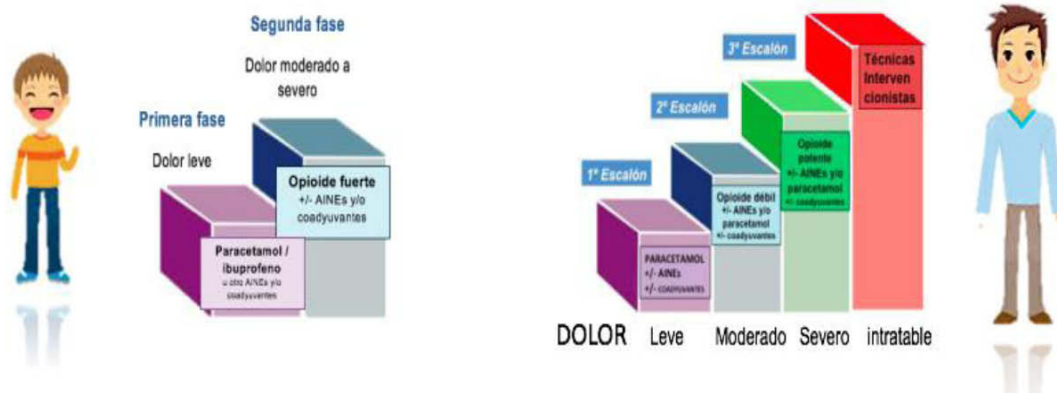 Segunda fase
Dolor moderado a
severo
Primera fase
Dolor leve
Opioide fuerte
+/- AINEs y/o
coadyuvantes
Paracetamol /
ibuprofeno
u otro AINEs y/o
coadyuvantes
3º Escalón
Técnicas
Interven
cionistas
2º Escalón
Opioide
potente
+/- AINEs y/o
paracetamol
+/- coadyuvantes
1º Escalón
Opioide débil
+/- AINEs y/o
paracetamol
+/- coadyuvantes
PARACETAMOL
+/- AINEs
+/- COADYUVANTES
DOLOR Leve Moderado Severo intratable